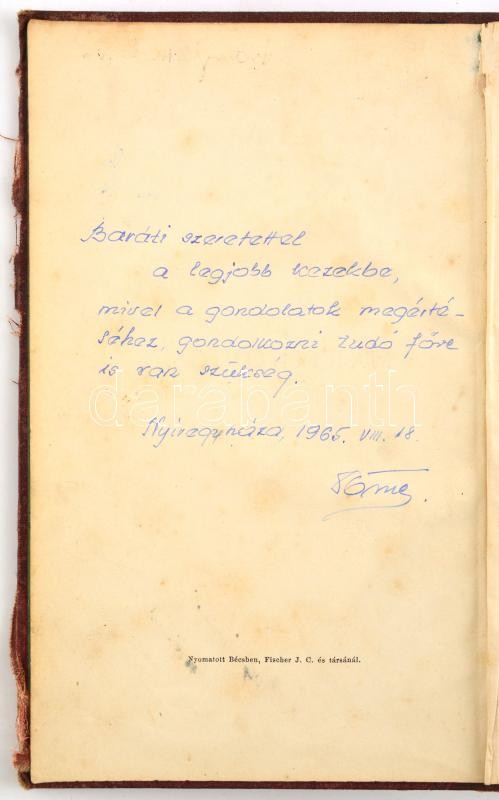 Baráti szeretettel
a legjobb kezekbe,
mivel a gondolatok megérté-
séhez, gondolkozni tudó főre
is van szükség.
darabanth
Nyíregyháza, 1965. VIII. 18.
Nyomatott Bécsben, Fischer J. C. és társánál.